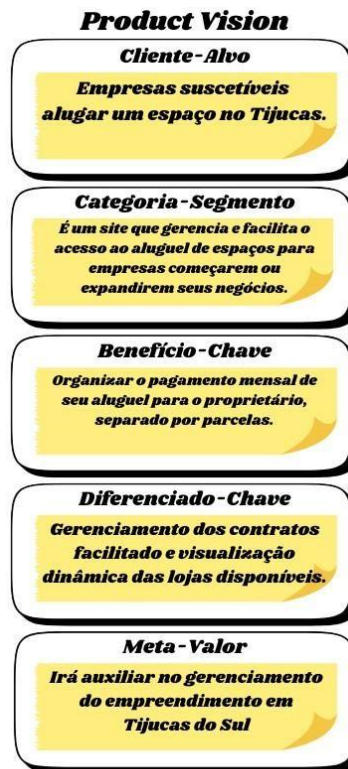 Product Vision
Cliente-Alvo
Empresas suscetíveis
alugar um espaço no Tijucas.
Categoria-Segmento
É um site que gerencia e facilita o
acesso ao aluguel de espaços para
empresas começarem ou
expandirem seus negócios.
Benefício-Chave
Organizar o pagamento mensal de
seu aluguel para o proprietário,
separado por parcelas.
Diferenciado-Chave
Gerenciamento dos contratos
facilitado e visualização
dinâmica das lojas disponíveis.
Meta-Valor
Irá auxiliar no gerenciamento
do empreendimento em
Tijucas do Sul